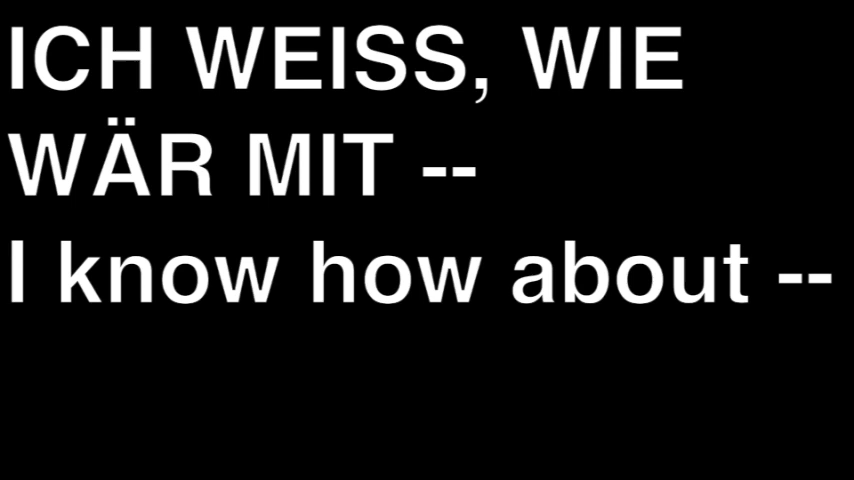 ICH WEISS, WIE
WÄR MIT --
I know how about --